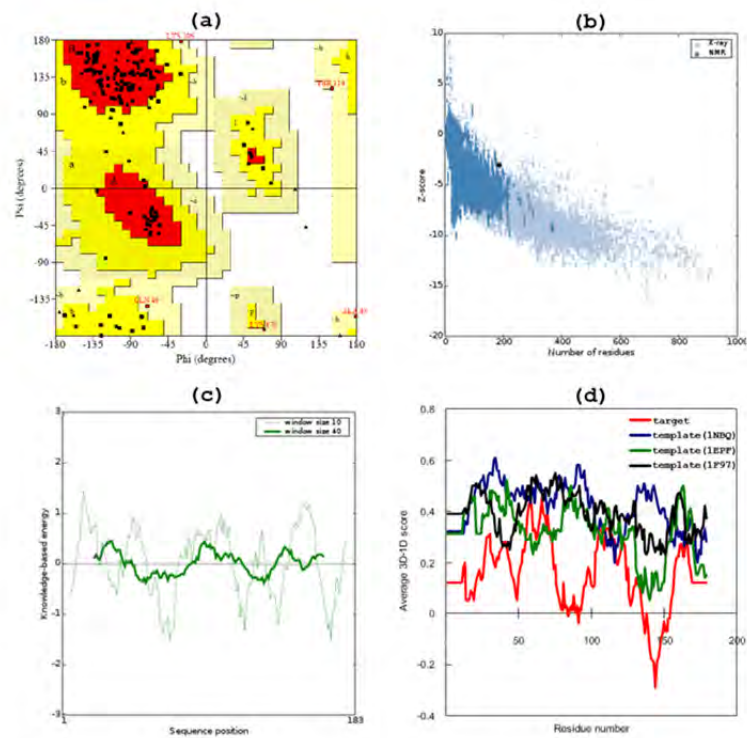 (a)
180
135
90
45
0
-45
-90
-135
-180
-135
-90
-45
0
45
90
135
180
Psi (degrees)
Phi (degrees)
(b)
10
5
0
-5
-10
-15
-20
0
200
400
600
800
1000
Z-score
Number of residues
X-ray
NMR
(c)
3
2
1
0
-1
-2
-3
1
183
Knowledge-based energy
Sequence position
window size 10
window size 40
(d)
0.8
0.6
0.4
0.2
0
-0.2
-0.4
50
100
150
200
Average 3D-1D score
Residue number
target
template(1NBQ)
template(1EPF)
template(1F97)